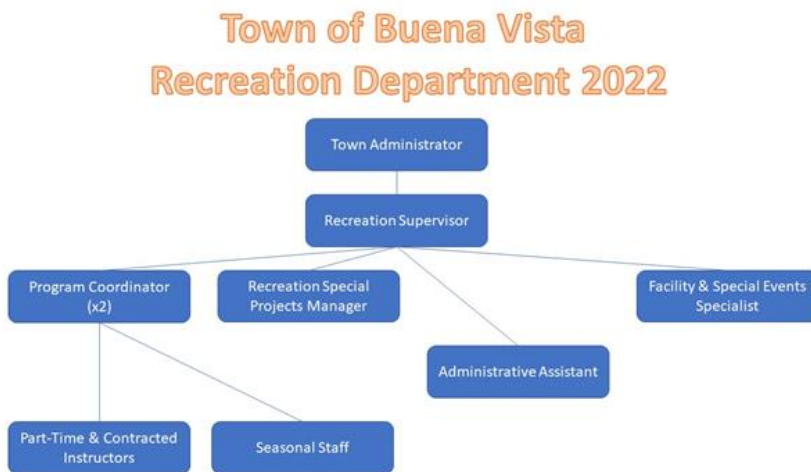 Town of Buena Vista
Recreation Department 2022
Town Administrator
Recreation Supervisor
Program Coordinator
(x2)
Recreation Special
Projects Manager
Facility & Special Events
Specialist
Administrative Assistant
Part-Time & Contracted
Instructors
Seasonal Staff